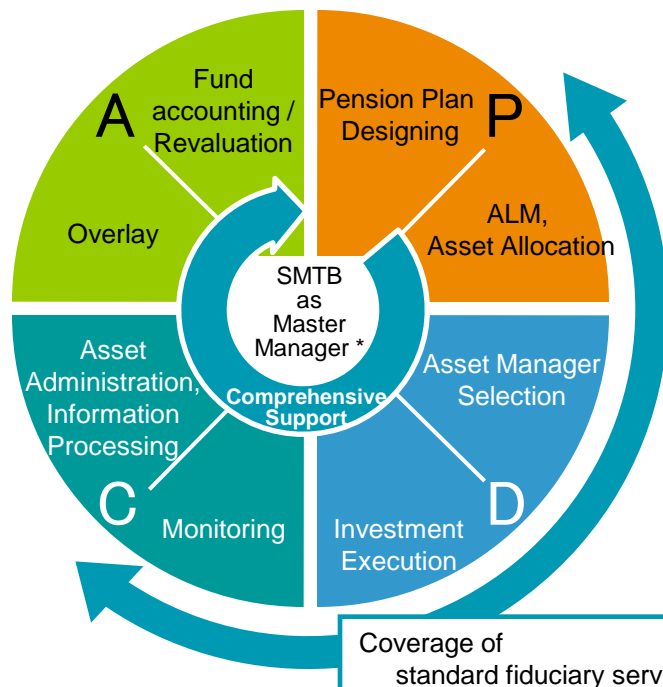 A
Fund
accounting /
Revaluation
Overlay
Pension Plan
Designing
P
ALM,
Asset Allocation
SMTB
as
Master
Manager *
Comprehensive
Support
Asset
Administration,
Information
Processing
C
Monitoring
Asset Manager
Selection
D
Investment
Execution
Coverage of
standard fiduciary